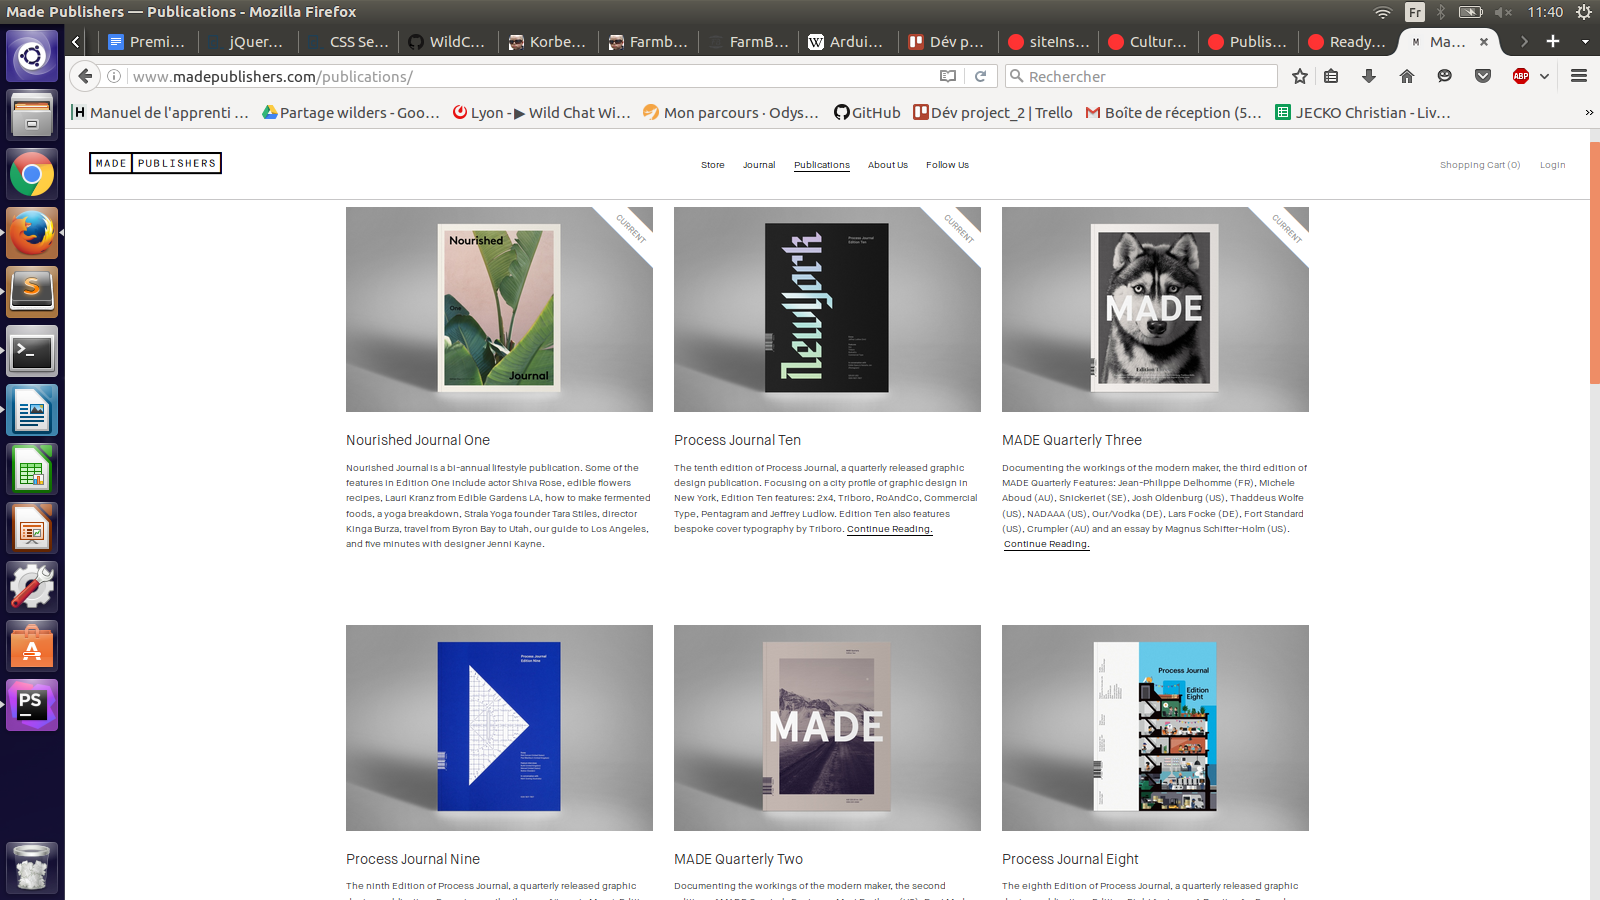 Made Publishers — Publications - Mozilla Firefox
Fr
11:40
Premi...
jQuer...
CSS Se...
WildC...
Korbe...
Farmb...
FarmB...
Ardui...
Dév p...
siteIns...
Cultur...
Publis...
Ready...
M
Ma...
www.madepublishers.com/publications/
Rechercher
ABP
H Manuel de l'apprenti ...
Partage wilders - Goo...
Lyon - ▶ Wild Chat Wi...
Mon parcours · Odys...
GitHub
Dév project_2 | Trello
Boîte de réception (5...
JECKO Christian - Liv...
»
MADE PUBLISHERS
Store
Journal
Publications
About Us
Follow Us
Shopping Cart (0)
Login
Nourished
One
Journal
CURRENT
NewYork
Process Journal
Edition Ten
CURRENT
MADE
CURRENT
Nourished Journal One
Nourished Journal is a bi-annual lifestyle publication. Some of the
features in Edition One include actor Shiva Rose, edible flowers
recipes, Lauri Kranz from Edible Gardens LA, how to make fermented
foods, a yoga breakdown, Strala Yoga founder Tara Stiles, director
Kinga Burza, travel from Byron Bay to Utah, our guide to Los Angeles,
and five minutes with designer Jenni Kayne.
Process Journal Ten
The tenth edition of Process Journal, a quarterly released graphic
design publication. Focusing on a city profile of graphic design in
New York, Edition Ten features: 2x4, Triboro, RoAndCo, Commercial
Type, Pentagram and Jeffrey Ludlow. Edition Ten also features
bespoke cover typography by Triboro. Continue Reading.
MADE Quarterly Three
Documenting the workings of the modern maker, the third edition of
MADE Quarterly Features: Jean-Philippe Delhomme (FR), Michele
Aboud (AU), Snickeriet (SE), Josh Oldenburg (US), Thaddeus Wolfe
(US), NADAAA (US), Our/Vodka (DE), Lars Focke (DE), Fort Standard
(US), Crumpler (AU) and an essay by Magnus Schifter-Holm (US).
Continue Reading.
Process Journal
Edition Nine
MADE
Process Journal
Edition
Eight
Process Journal Nine
MADE Quarterly Two
Process Journal Eight
The ninth Edition of Process Journal, a quarterly released graphic
Documenting the workings of the modern maker, the second
The eighth Edition of Process Journal, a quarterly released graphic
PS